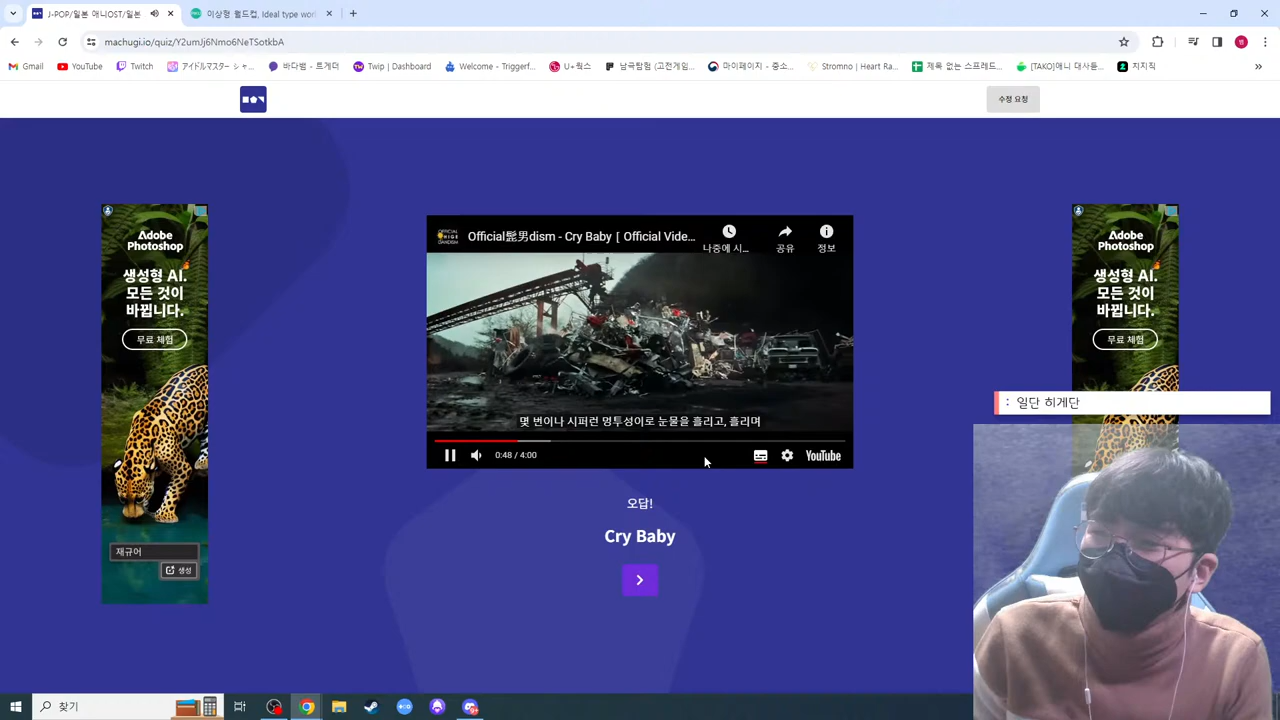 J-POP/일본 애니OST/일본
이상형 월드컵, Ideal type wor
machugi.io/quiz/Y2umJj6Nmo6NeTSotkbA
Gmail
YouTube
Twitch
アイドルマスター シャ...
바다뱀 - 트게더
Twip | Dashboard
Welcome - Triggerf...
U+웍스
남극탐험 (고전게임...
마이페이지 - 중소...
Stromno | Heart Ra...
제목 없는 스프레드...
[TAKO]애니 대사들...
지지직
수정 요청
Adobe
Photoshop
생성형 AI.
모든 것이
바뀝니다.
무료 체험
재규어
생성
OFFICIAL
HIGE
DANDISM
Official髭男dism - Cry Baby [ Official Vide...
나중에 시...
공유
정보
몇 번이나 시퍼런 멍투성이로 눈물을 흘리고, 흘리며
0:48 / 4:00
YouTube
오답!
Cry Baby
Adobe
Photoshop
생성형 AI.
모든 것이
바뀝니다.
무료 체험
: 일단 히게단
찾기